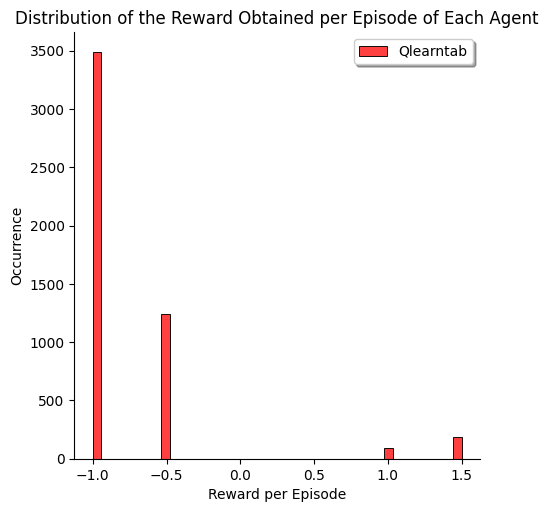 Distribution of the Reward Obtained per Episode of Each Agent
Qlearntab
3500
3000
2500
2000
1500
1000
500
0
Occurrence
−1.0 −0.5 0.0 0.5 1.0 1.5
Reward per Episode